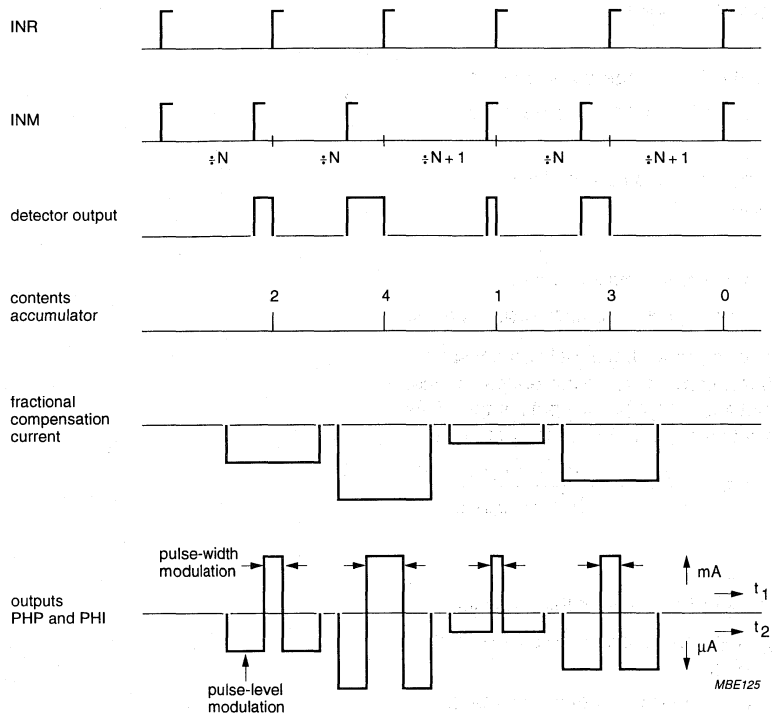 INR
INM
÷N ÷N ÷N + 1 ÷N ÷N + 1
detector output
contents
accumulator
2 4 1 3 0
fractional
compensation
current
pulse-width
modulation
mA
t1
outputs
PHP and PHI
t2
μA
pulse-level
modulation
MBE125